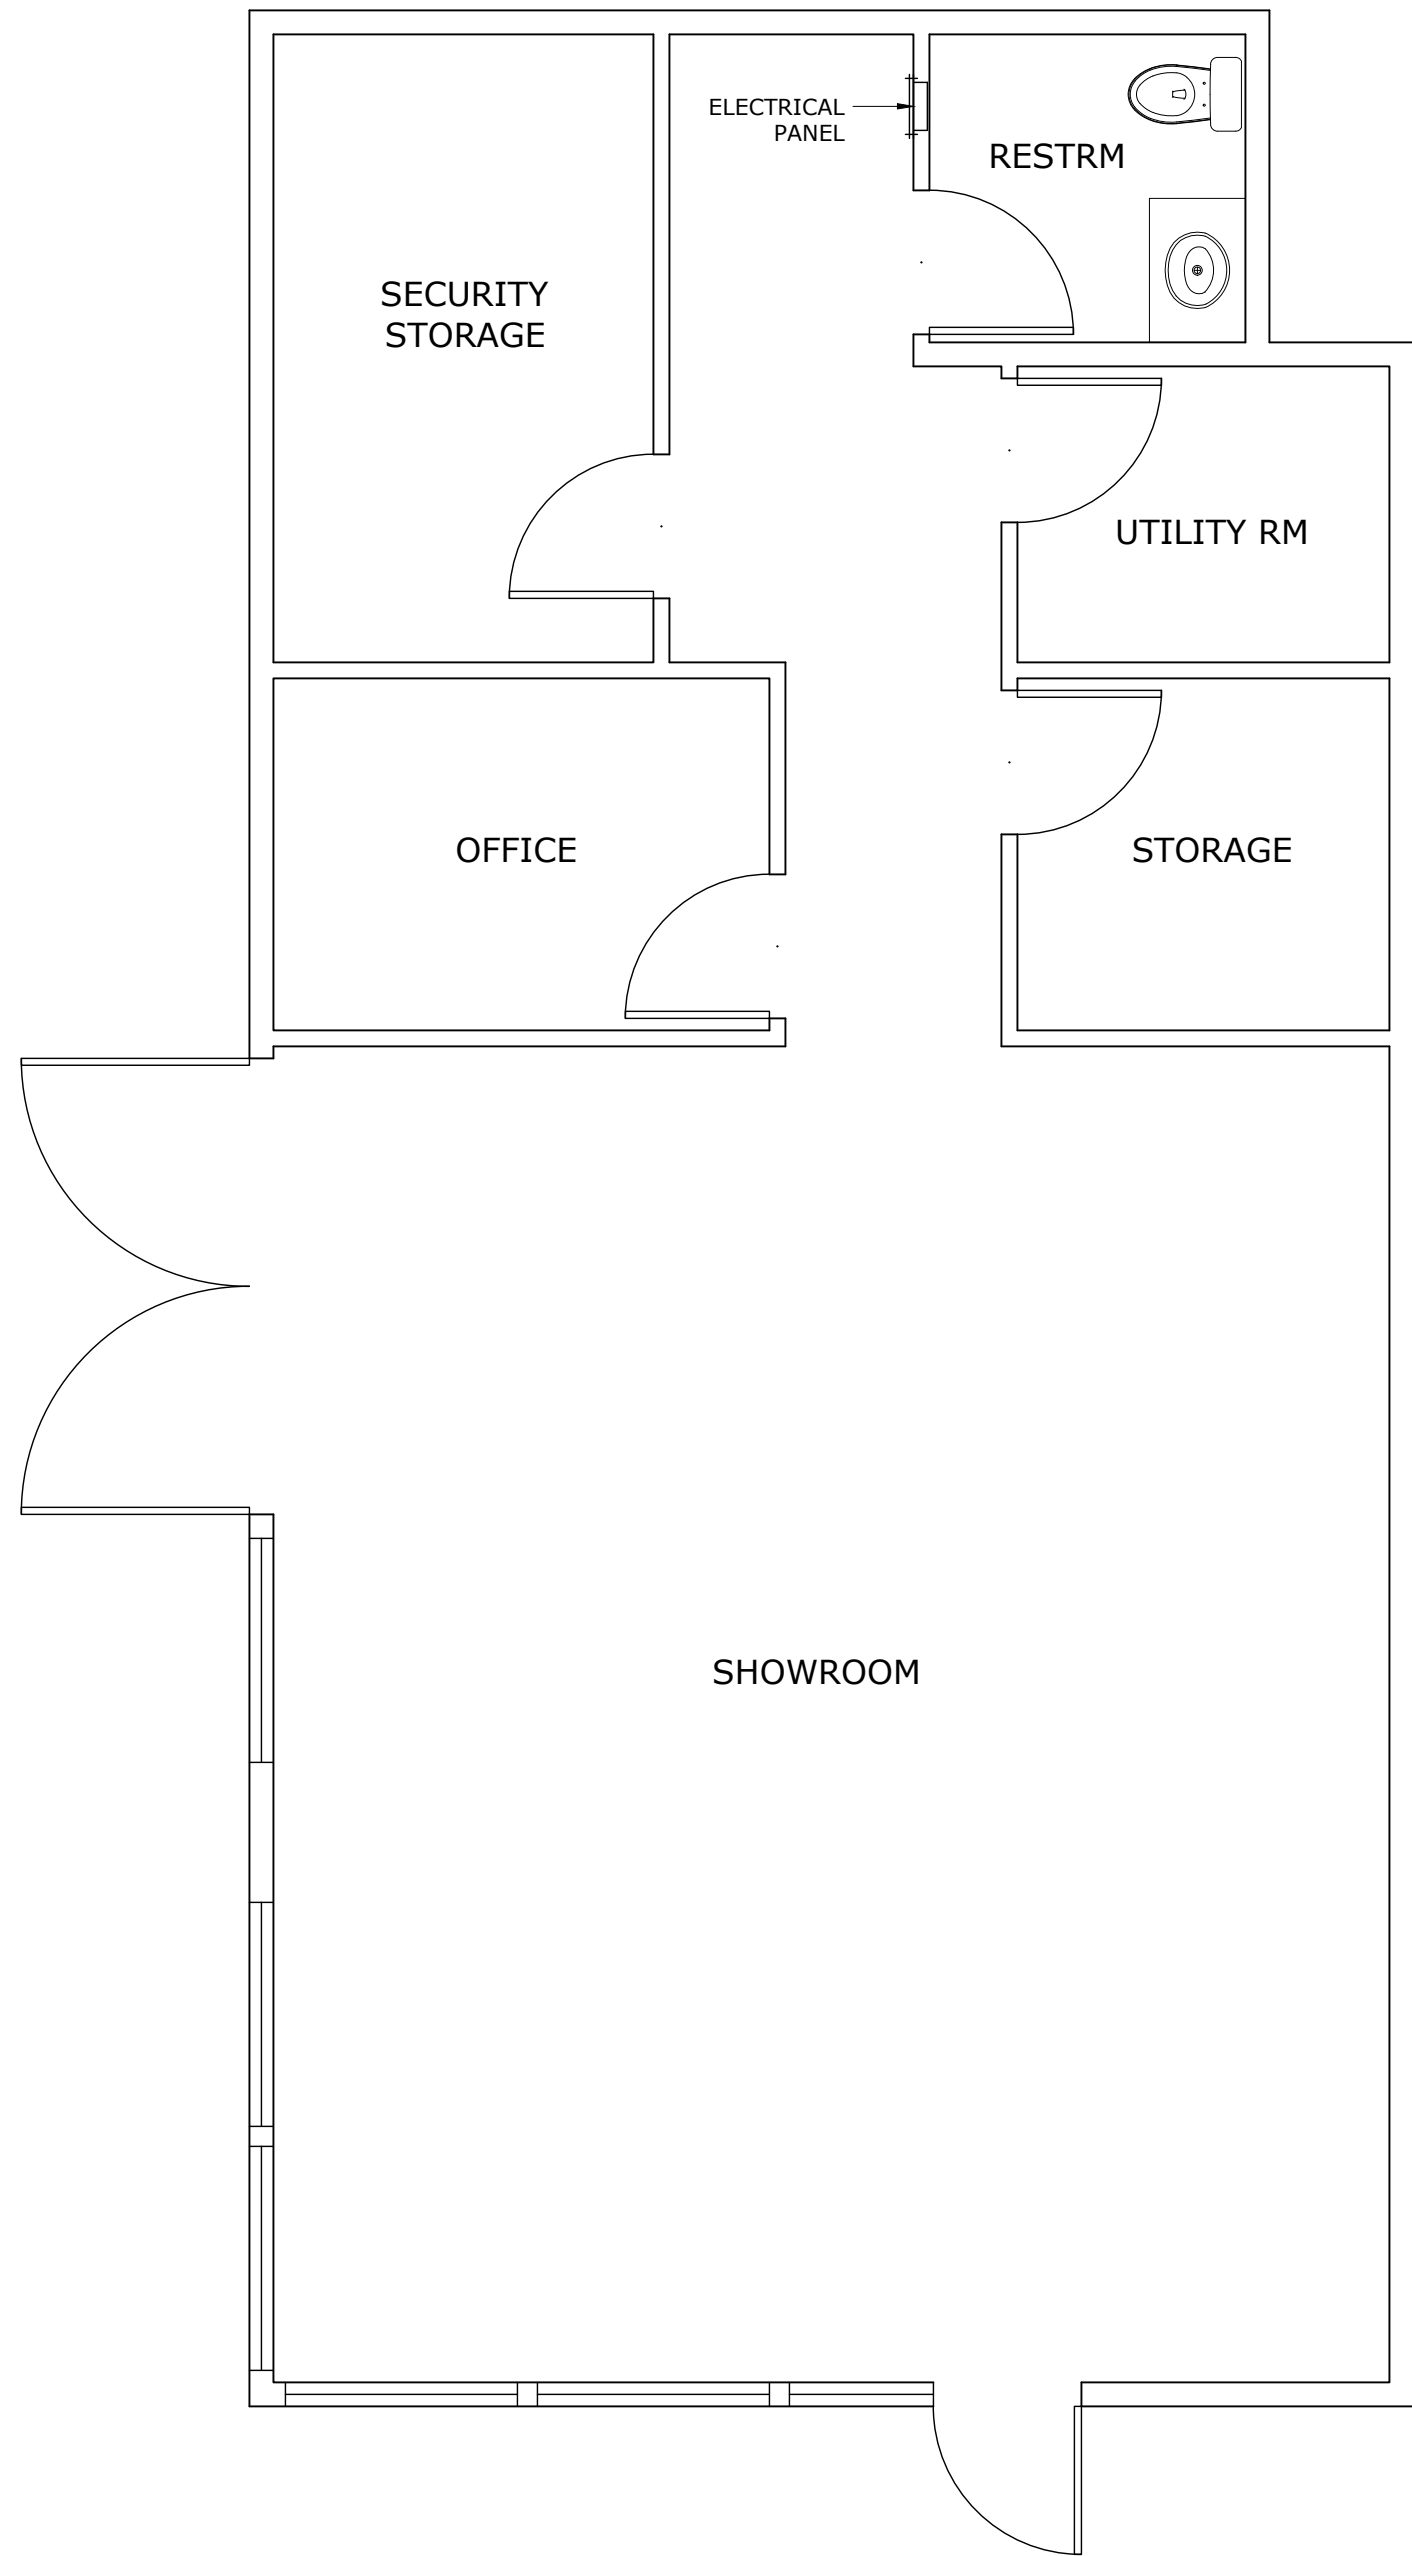 ELECTRICAL
PANEL
RESTRM
SECURITY
STORAGE
UTILITY RM
OFFICE
STORAGE
SHOWROOM